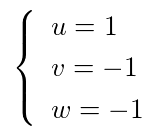 u = 1
v = −1
w = −1